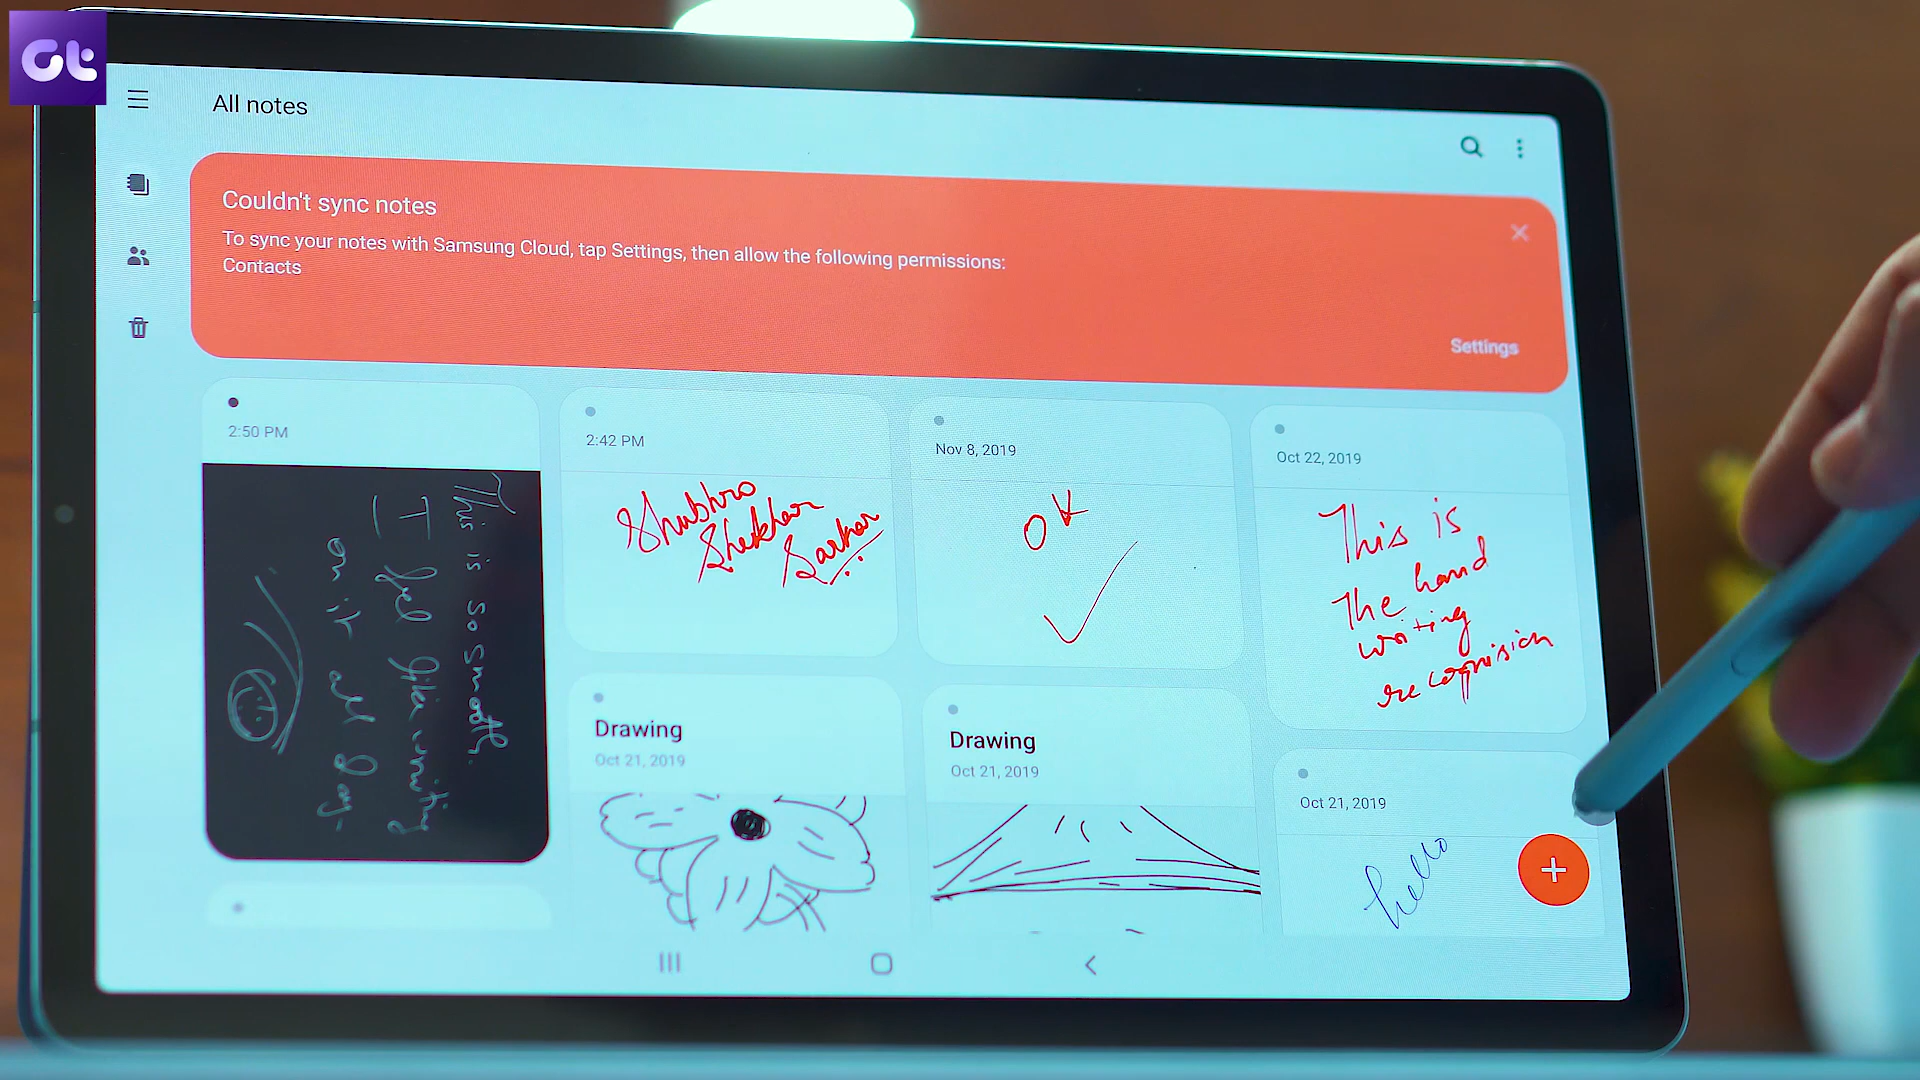 Gt
All notes
Couldn't sync notes
To sync your notes with Samsung Cloud, tap Settings, then allow the following permissions:
Contacts
Settings
2:50 PM
This is so smooth.
I feel like writing
on it all day.
2:42 PM
Shubhro
Shekhar
Sarkar
Nov 8, 2019
OK
Oct 22, 2019
This is
The hand
writing
recognision
Drawing
Oct 21, 2019
Drawing
Oct 21, 2019
Oct 21, 2019
hello